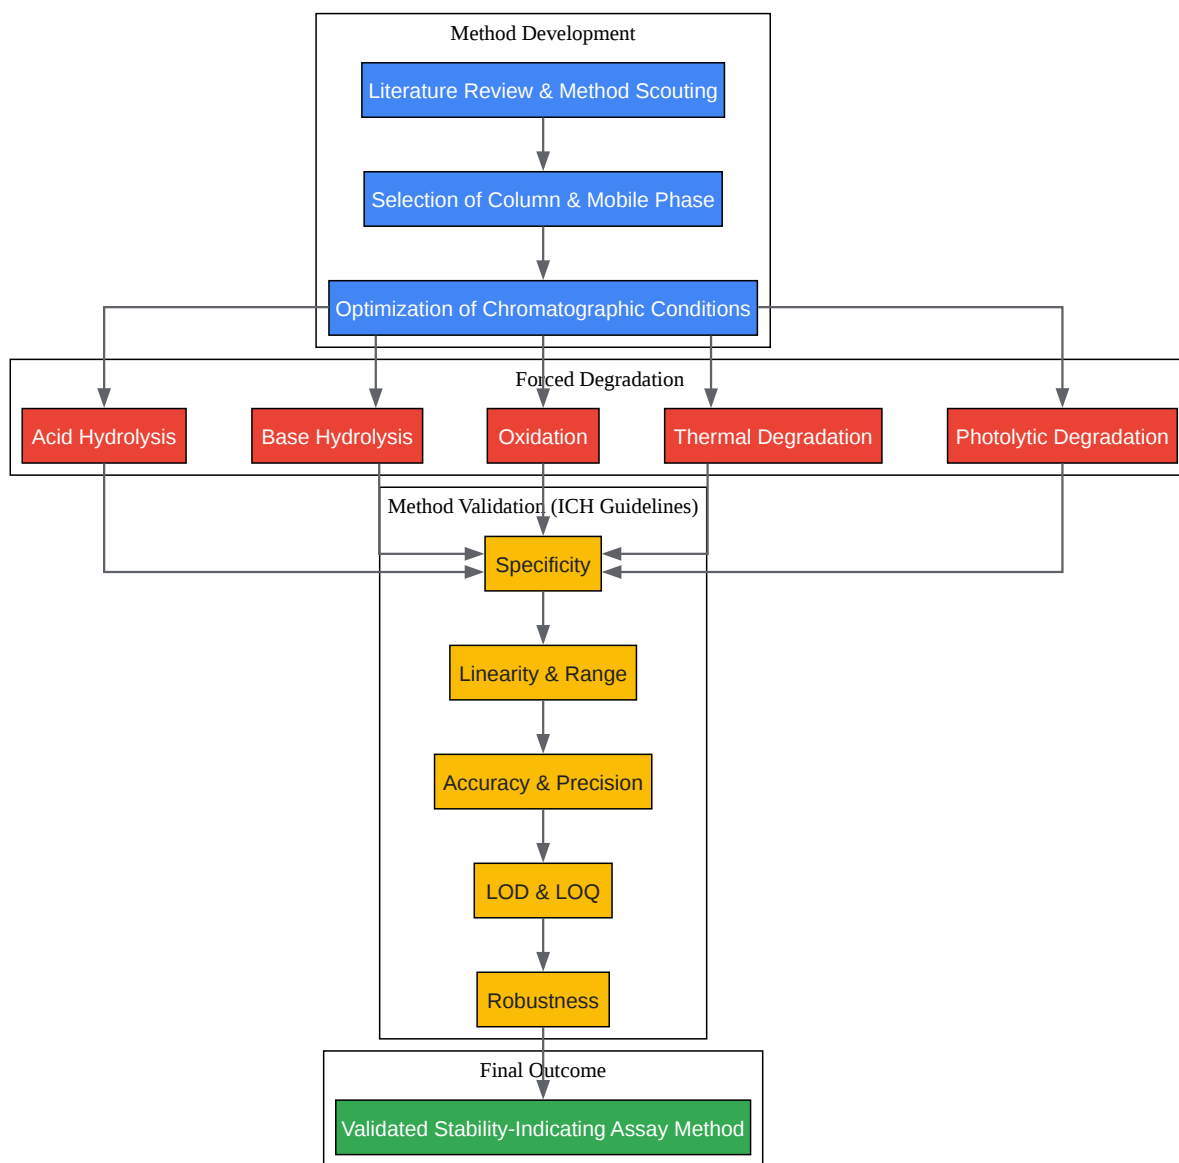 Method Development
Literature Review & Method Scouting
Selection of Column & Mobile Phase
Optimization of Chromatographic Conditions
Forced Degradation
Acid Hydrolysis
Base Hydrolysis
Oxidation
Thermal Degradation
Photolytic Degradation
Method Validation (ICH Guidelines)
Specificity
Linearity & Range
Accuracy & Precision
LOD & LOQ
Robustness
Final Outcome
Validated Stability-Indicating Assay Method